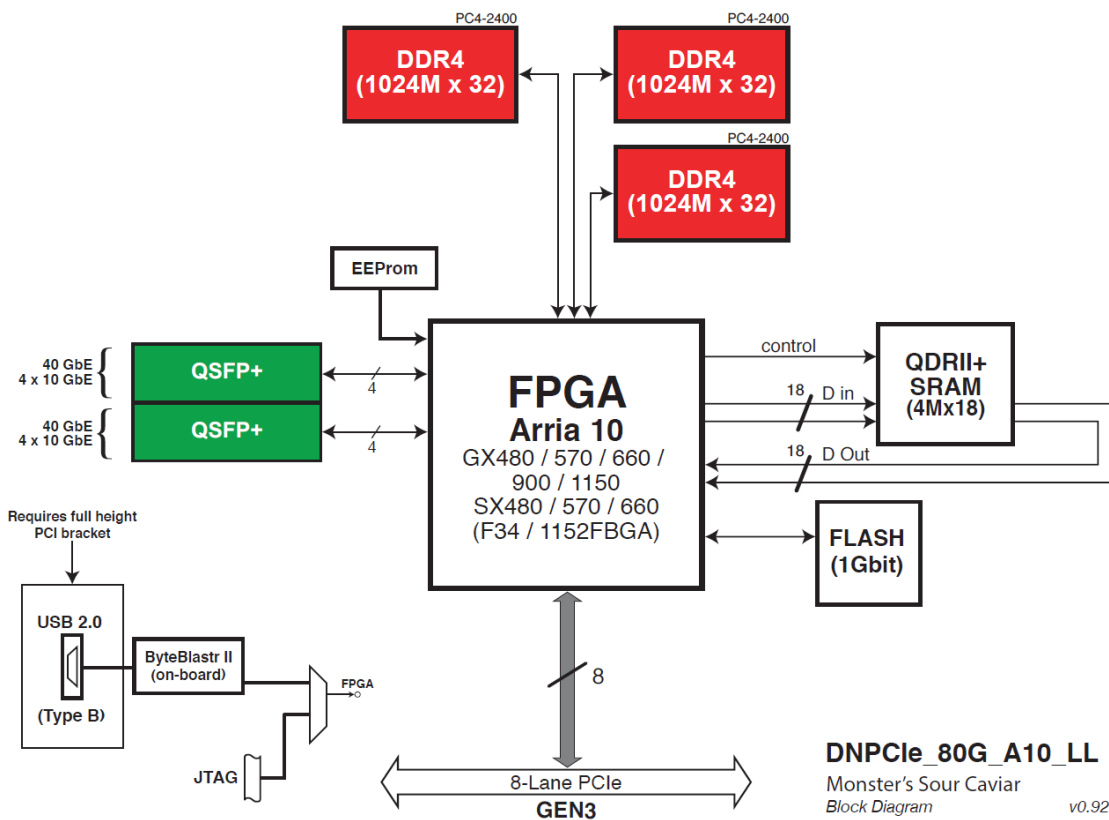 PC4-2400
DDR4
(1024M x 32)
PC4-2400
DDR4
(1024M x 32)
PC4-2400
DDR4
(1024M x 32)
EEProm
40 GbE
4 x 10 GbE
QSFP+
4
40 GbE
4 x 10 GbE
QSFP+
4
FPGA
Arria 10
GX480 / 570 / 660 /
900 / 1150
SX480 / 570 / 660
(F34 / 1152FBGA)
control
18
D in
18
D Out
QDRII+
SRAM
(4Mx18)
FLASH
(1Gbit)
Requires full height
PCI bracket
USB 2.0
(Type B)
ByteBlastr II
(on-board)
FPGA
JTAG
8
8-Lane PCIe
GEN3
DNPCIe_80G_A10_LL
Monster's Sour Caviar
Block Diagram
v0.92